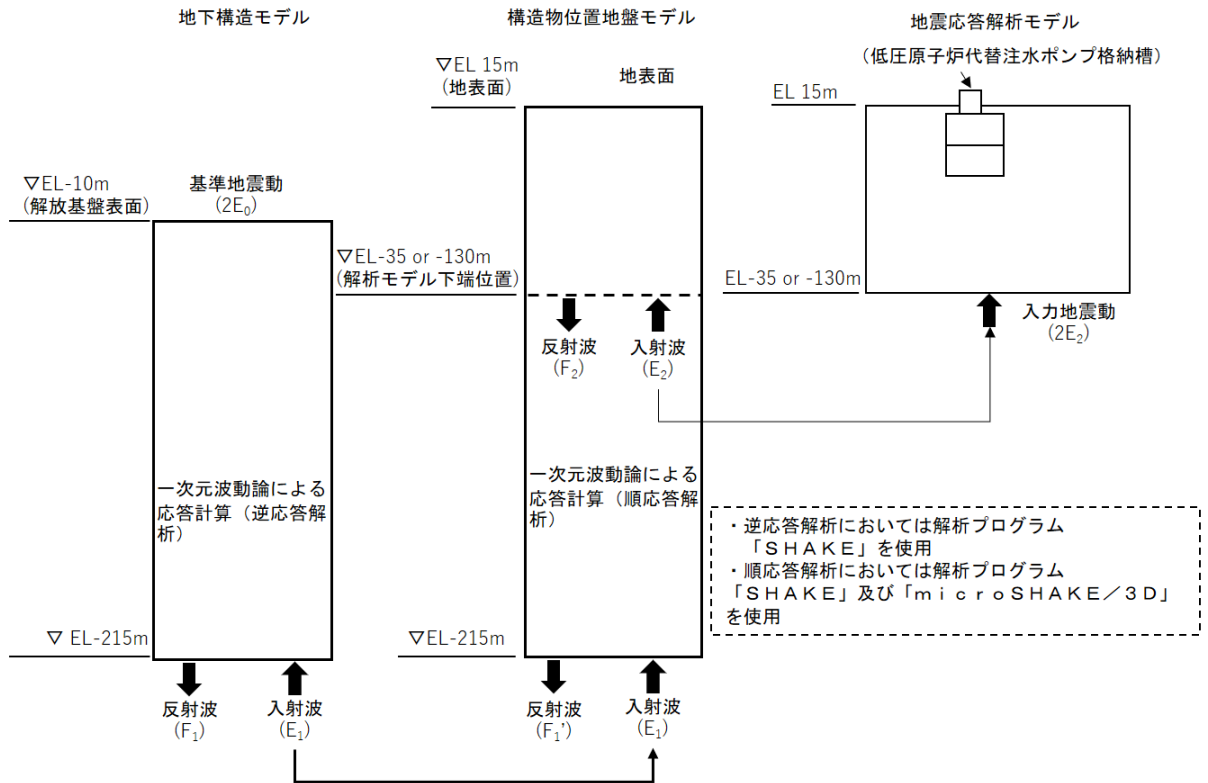 地下構造モデル
構造物位置地盤モデル
地震応答解析モデル
(低圧原子炉代替注水ポンプ格納槽)
▽EL 15m
(地表面)
地表面
EL 15m
▽EL-10m
(解放基盤表面)
基準地震動
(2E₀)
▽EL-35 or -130m
(解析モデル下端位置)
EL-35 or -130m
反射波
(F₂)
入射波
(E₂)
入力地震動
(2E₂)
一次元波動論による
応答計算（逆応答解
析）
一次元波動論による
応答計算（順応答解
析）
・逆応答解析においては解析プログラム
「ＳＨＡＫＥ」を使用
・順応答解析においては解析プログラム
「ＳＨＡＫＥ」及び「ｍｉｃｒｏＳＨＡＫＥ／３Ｄ」
を使用
▽ EL-215m
▽EL-215m
反射波
(F₁)
入射波
(E₁)
反射波
(F₁')
入射波
(E₁)